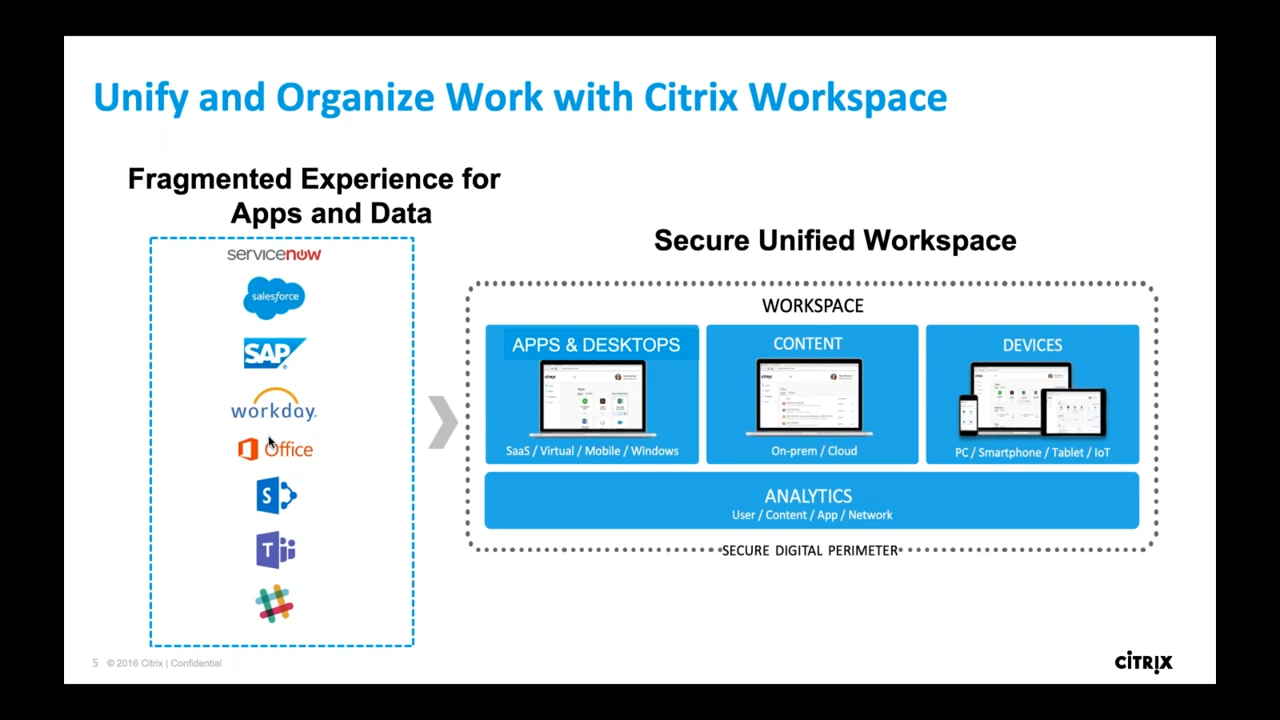 Unify and Organize Work with Citrix Workspace
Fragmented Experience for
Apps and Data
servicenow
salesforce
SAP
workday.
Office
S
T
Secure Unified Workspace
WORKSPACE
APPS & DESKTOPS
SaaS / Virtual / Mobile / Windows
CONTENT
On-prem / Cloud
DEVICES
PC / Smartphone / Tablet / IoT
ANALYTICS
User / Content / App / Network
SECURE DIGITAL PERIMETER
5 © 2016 Citrix | Confidential
CITRIX